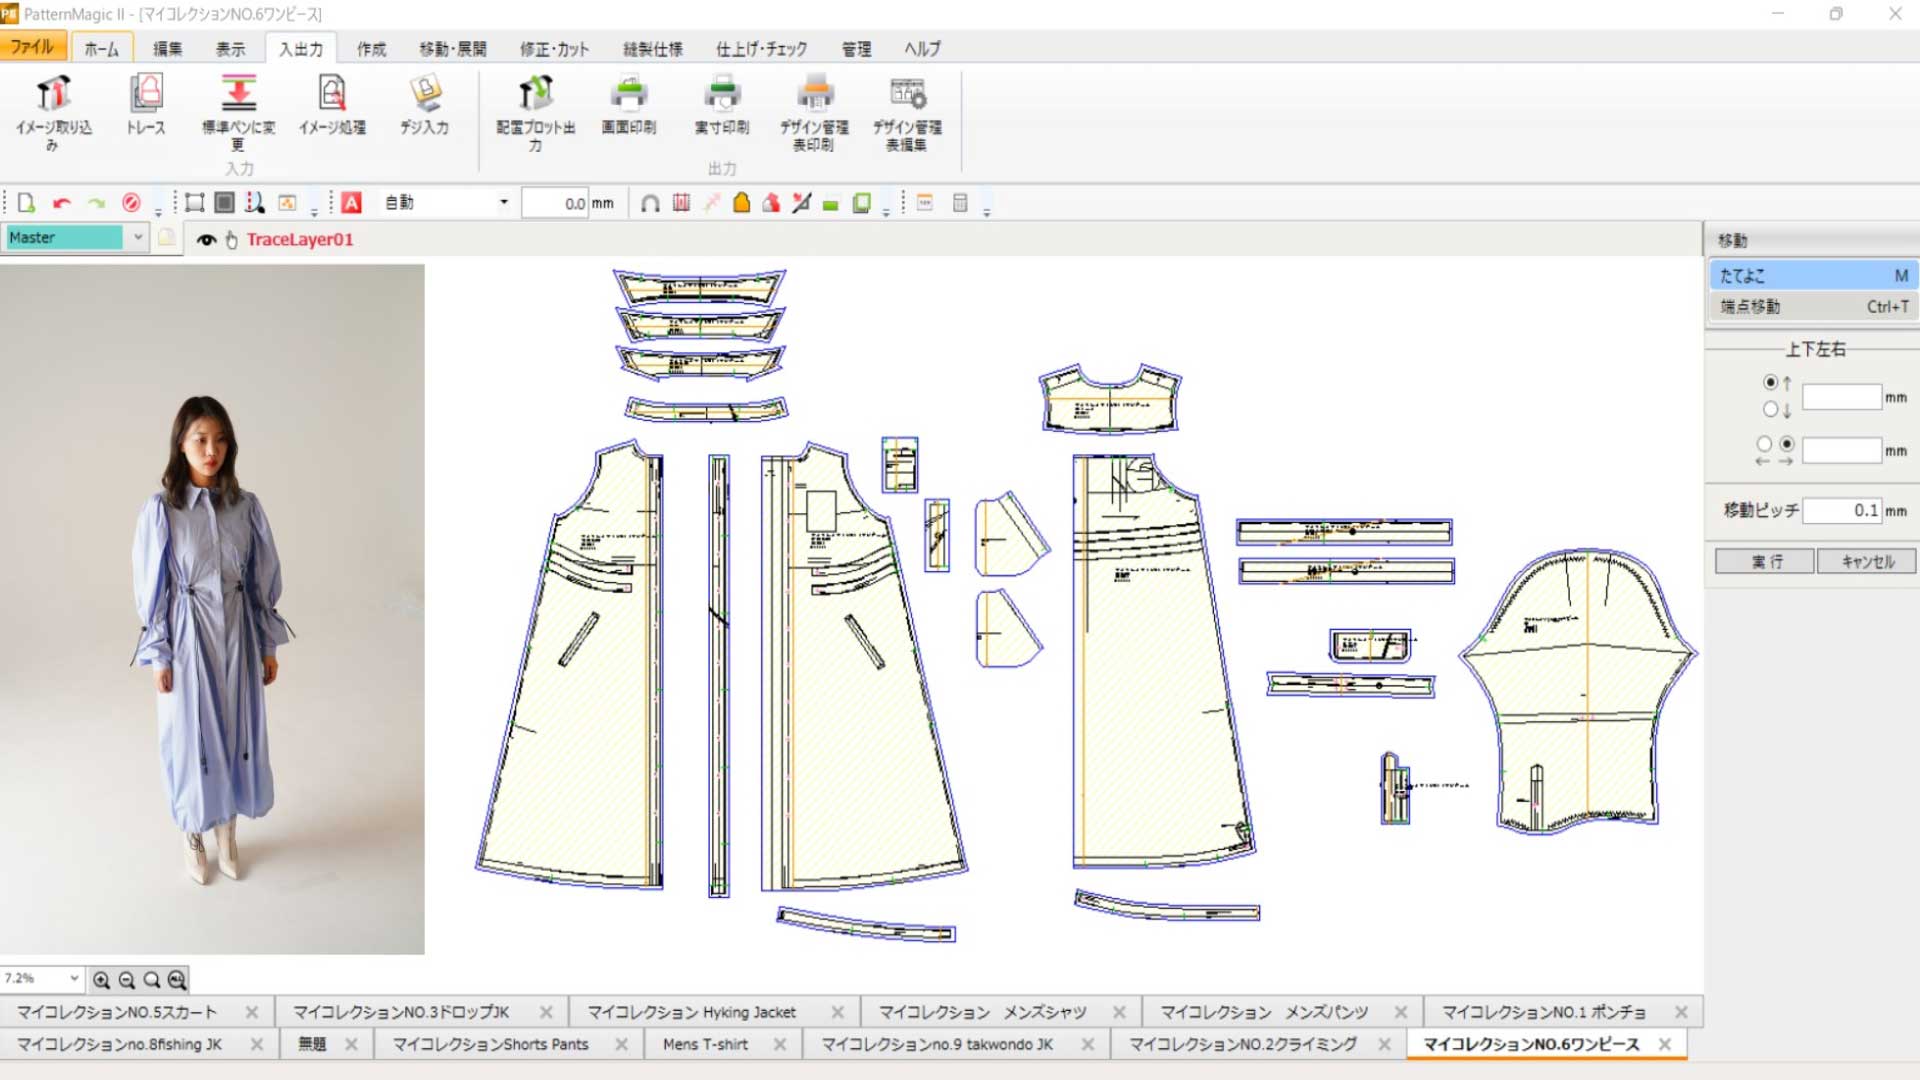 PatternMagic II - [マイコレクションNO.6ワンピース]
ファイル ホーム 編集 表示 入出力 作成 移動・展開 修正・カット 縫製仕様 仕上げ・チェック 管理 ヘルプ
イメージ取り込み トレース 標準ペンに変更 イメージ処理 デジ入力 配置プロット出力 画面印刷 実寸印刷 デザイン管理表印刷 デザイン管理表編集
入力 出力
A 自動 0.0 mm
Master TraceLayer01
移動
たてよこ M
端点移動 Ctrl+T
上下左右
↑ mm
↓
← → mm
移動ピッチ 0.1 mm
実行 キャンセル
7.2%
マイコレクションNO.5スカート マイコレクションNO.3ドロップJK マイコレクション Hyking Jacket マイコレクション メンズシャツ マイコレクション メンズパンツ マイコレクションNO.1 ポンチョ
マイコレクションno.8fishing JK 無題 マイコレクションShorts Pants Mens T-shirt マイコレクションno.9 takwondo JK マイコレクションNO.2クライミング マイコレクションNO.6ワンピース